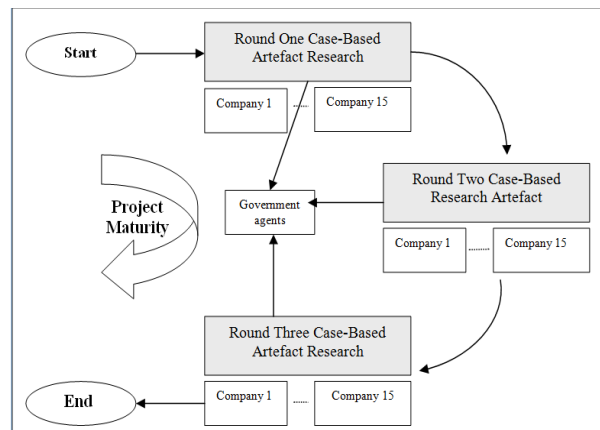 Start
Round One Case-Based
Artefact Research
Company 1
Company 15
Round Two Case-Based
Research Artefact
Company 1
Company 15
Project
Maturity
Government
agents
Round Three Case-Based
Artefact Research
Company 1
Company 15
End